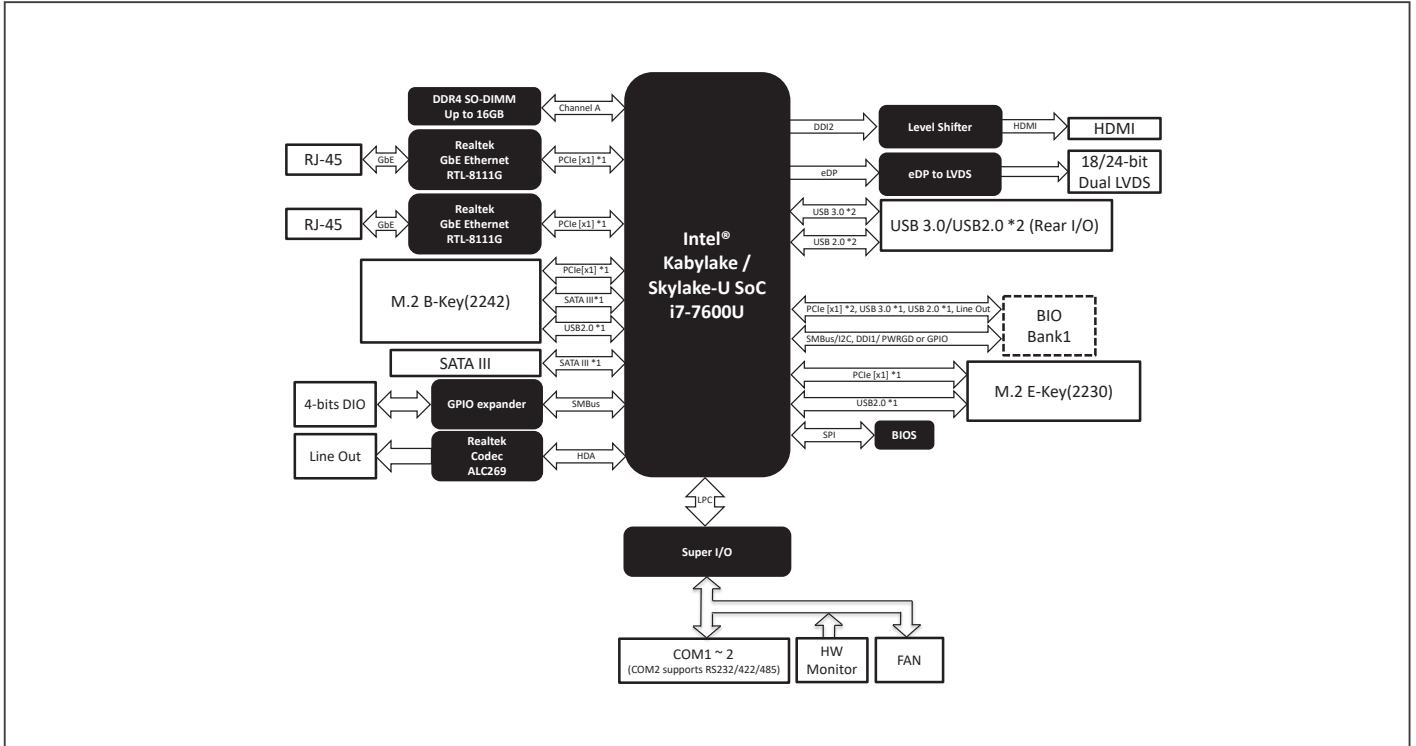 DDR4 SO-DIMM
Up to 16GB
Channel A
RJ-45
GbE
Realtek
GbE Ethernet
RTL-8111G
PCIe [x1] *1
RJ-45
GbE
Realtek
GbE Ethernet
RTL-8111G
PCIe [x1] *1
M.2 B-Key(2242)
PCIe[x1] *1
SATA III*1
USB2.0 *1
SATA III
SATA III *1
4-bits DIO
GPIO expander
SMBus
Line Out
Realtek
Codec
ALC269
HDA
Intel®
Kabylake /
Skylake-U SoC
i7-7600U
DDI2
Level Shifter
HDMI
HDMI
eDP
eDP to LVDS
18/24-bit
Dual LVDS
USB 3.0 *2
USB 2.0 *2
USB 3.0/USB2.0 *2 (Rear I/O)
PCIe [x1] *2, USB 3.0 *1, USB 2.0 *1, Line Out
SMBus/I2C, DDI1/ PWRGD or GPIO
BIO
Bank1
PCIe [x1] *1
USB2.0 *1
M.2 E-Key(2230)
SPI
BIOS
LPC
Super I/O
COM1 ~ 2
(COM2 supports RS232/422/485)
HW
Monitor
FAN